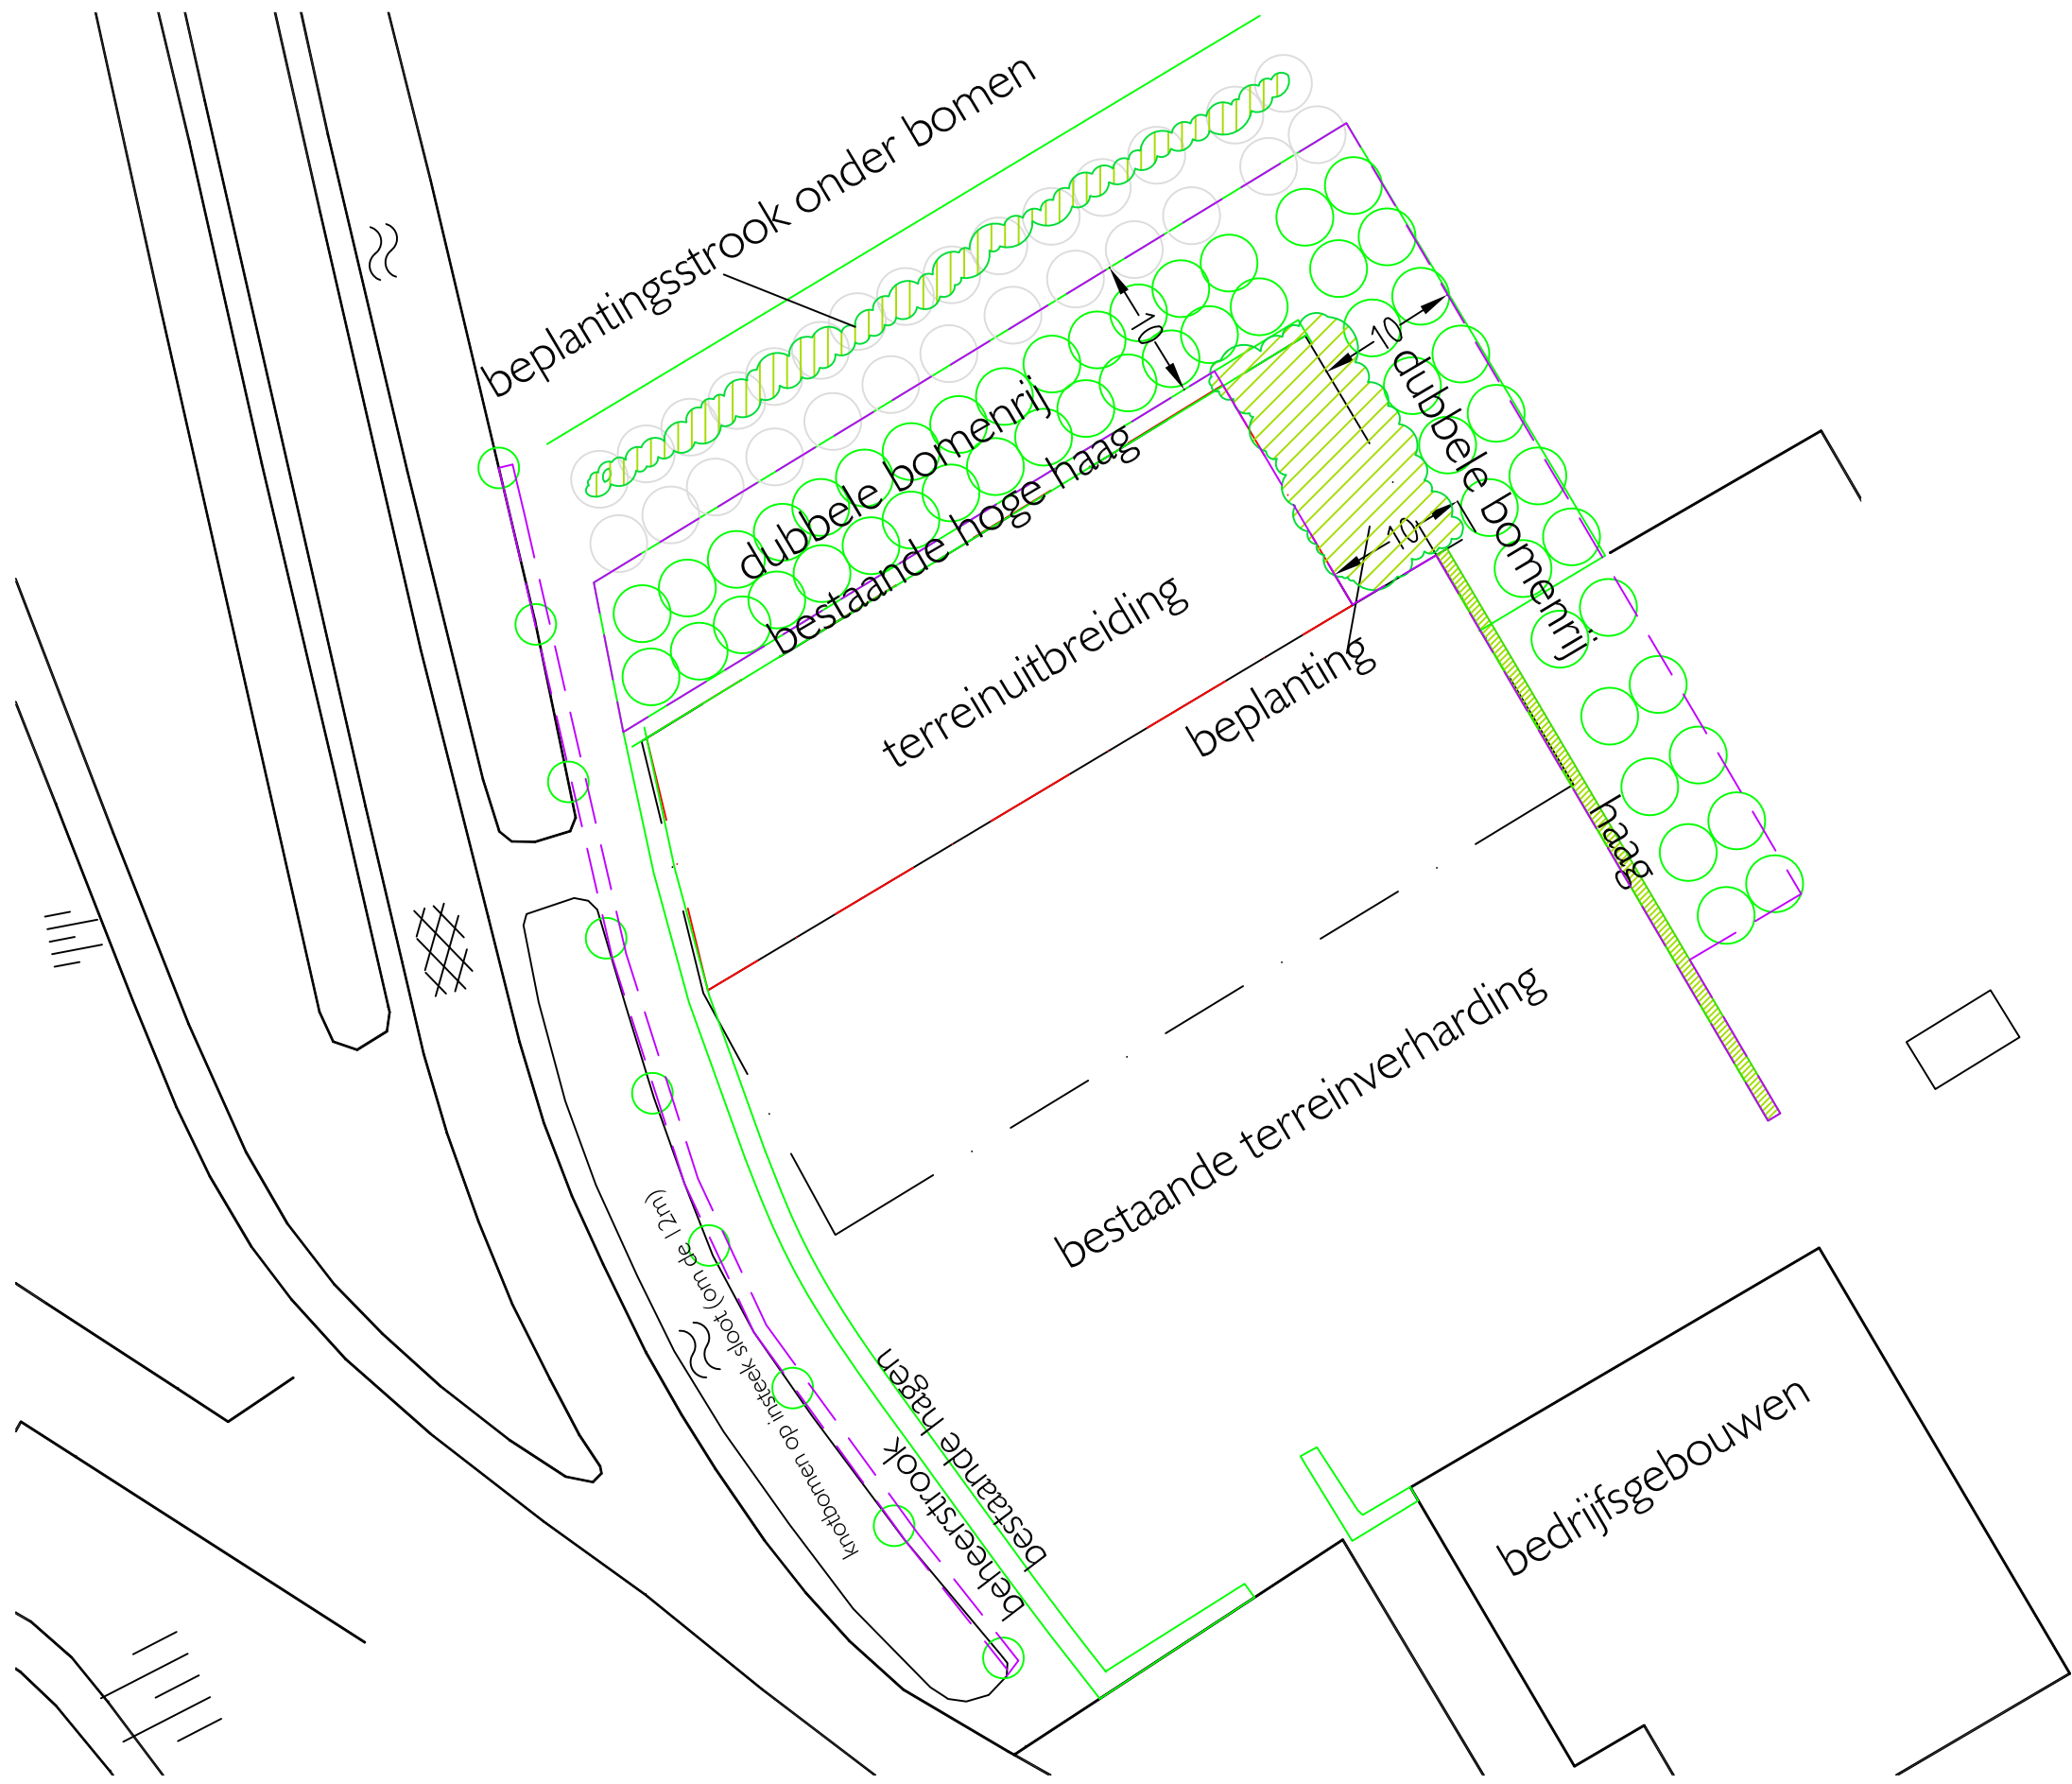 beplantingsstrook onder bomen
10
10
dubbele bomenrij
dubbele bomenrij
bestaande hoge haag
10
terreinuitbreiding
beplanting
haag
bestaande terreinverharding
knotbomen op insteek sloot (om de 12m)
bestaande hagen
beheerstrook
bedrijfsgebouwen